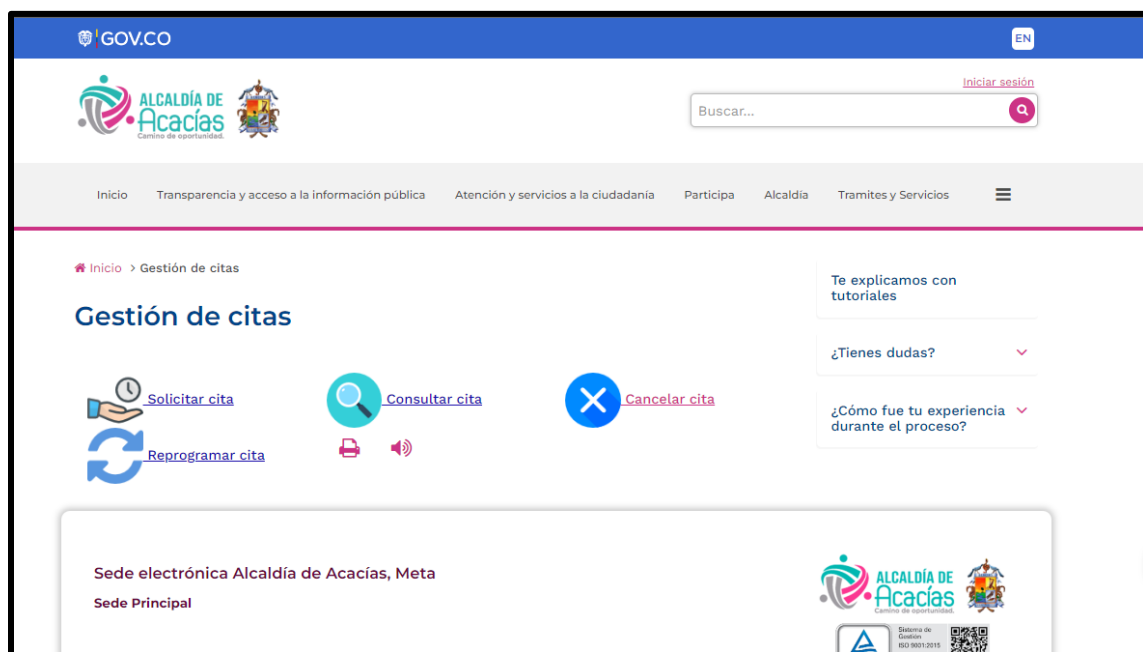 GOV.CO
EN
ALCALDÍA DE
Acacías
Camino de oportunidad.
Iniciar sesión
Buscar...
Inicio Transparencia y acceso a la información pública Atención y servicios a la ciudadanía Participa Alcaldía Tramites y Servicios
Inicio > Gestión de citas
Gestión de citas
Solicitar cita
Consultar cita
Cancelar cita
Reprogramar cita
Te explicamos con
tutoriales
¿Tienes dudas?
¿Cómo fue tu experiencia
durante el proceso?
Sede electrónica Alcaldía de Acacías, Meta
Sede Principal
ALCALDÍA DE
Acacías
Camino de oportunidad.
Sistema de
Gestión
ISO 9001:2015